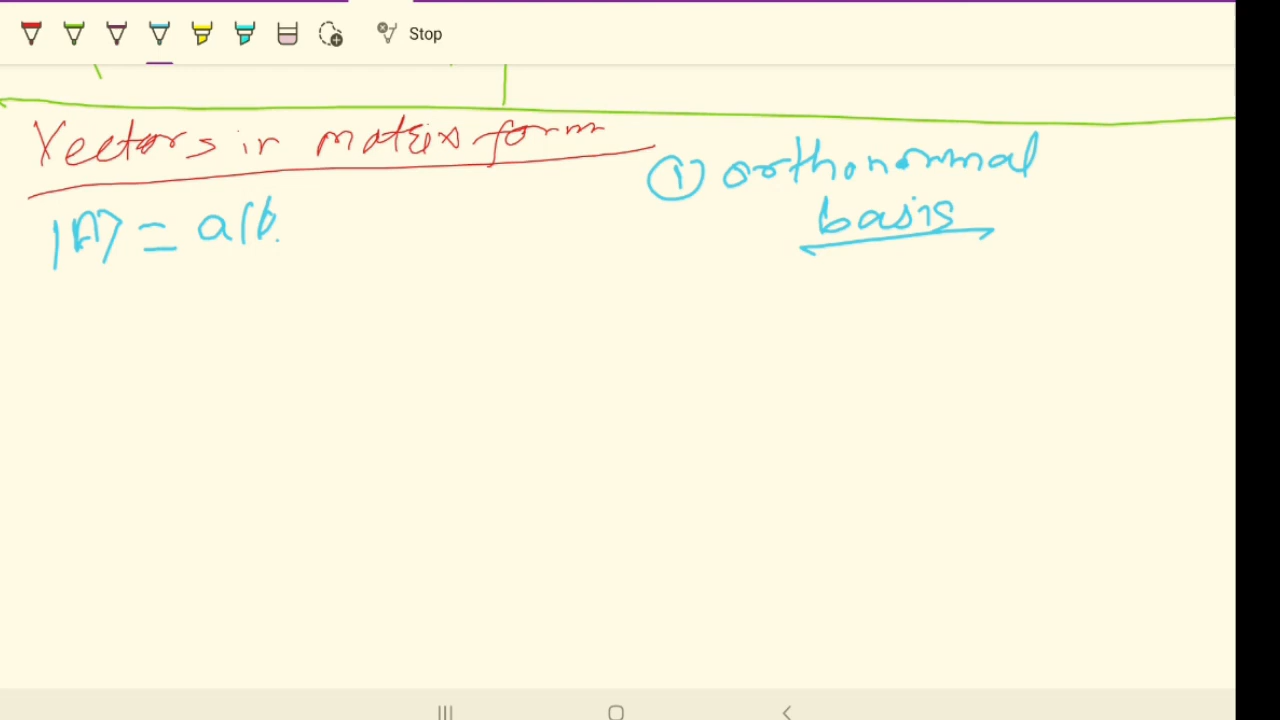 Stop
Vectors in matrix form
① orthonormal
basis
|A⟩ = a|b